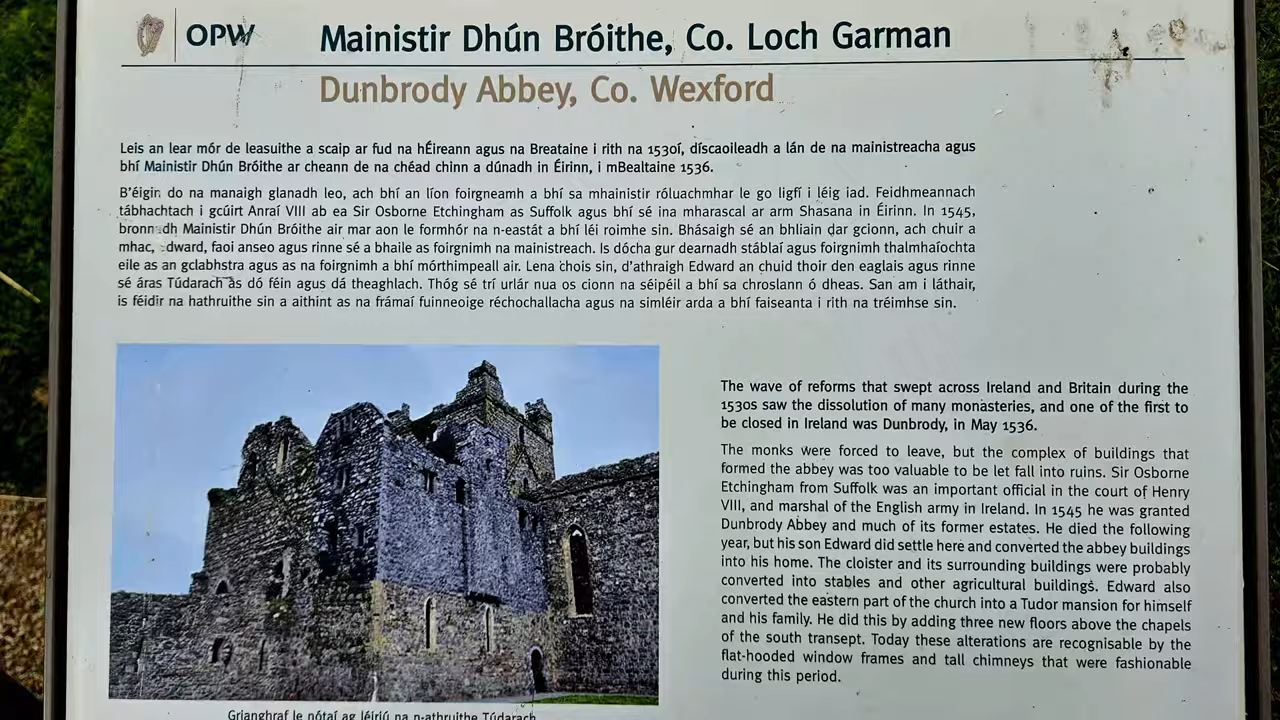 OPW
Mainistir Dhún Bróithe, Co. Loch Garman
Dunbrody Abbey, Co. Wexford
Leis an lear mór de leasuithe a scaip ar fud na hÉireann agus na Breataine i rith na 1530í, díscaoileadh a lán de na mainistreacha agus
bhí Mainistir Dhún Bróithe ar cheann de na chéad chinn a dúnadh in Éirinn, i mBealtaine 1536.
B'éigin do na manaigh glanadh leo, ach bhí an líon foirgneamh a bhí sa mhainistir róluachmhar le go ligfí i léig iad. Feidhmeannach
tábhachtach i gcúirt Anraí VIII ab ea Sir Osborne Etchingham as Suffolk agus bhí sé ina mharascal ar arm Shasana in Éirinn. In 1545,
Mainistir Dhún Bróithe air mar aon le formhór na n-eastát a bhí léi roimhe sin. Bhásaigh sé an bhliain dar gcionn, ach chuir a
mhac, faoi anseo agus rinne sé a bhaile as foirgnimh na mainistreach. Is dócha gur dearnadh stáblaí agus foirgnimh thalmhaíochta
eile as an gclabhstra agus as na foirgnimh a bhí mórthimpeall air. Lena chois sin, d'athraigh Edward an chuid thoir den eaglais agus rinne
sé áras Túdarach as dó féin agus dá theaghlach. Thóg sé trí urlár nua os cionn na séipéil a bhí sa chroslann ó dheas. San am i láthair,
is féidir na hathruithe sin a aithint as na frámaí fuinneoige réchochallacha agus na simléir arda a bhí faiseanta i rith na tréimhse sin.
The wave of reforms that swept across Ireland and Britain during the
1530s saw the dissolution of many monasteries, and one of the first to
be closed in Ireland was Dunbrody, in May 1536.
The monks were forced to leave, but the complex of buildings that
formed the abbey was too valuable to be let fall into ruins. Sir Osborne
Etchingham from Suffolk was an important official in the court of Henry
VIII, and marshal of the English army in Ireland. In 1545 he was granted
Dunbrody Abbey and much of its former estates. He died the following
year, but his son Edward did settle here and converted the abbey buildings
into his home. The cloister and its surrounding buildings were probably
converted into stables and other agricultural buildings. Edward also
converted the eastern part of the church into a Tudor mansion for himself
and his family. He did this by adding three new floors above the chapels
of the south transept. Today these alterations are recognisable by the
flat-hooded window frames and tall chimneys that were fashionable
during this period.
Grianghraf le nótaí ag léiriú na n-athruithe Túdarach